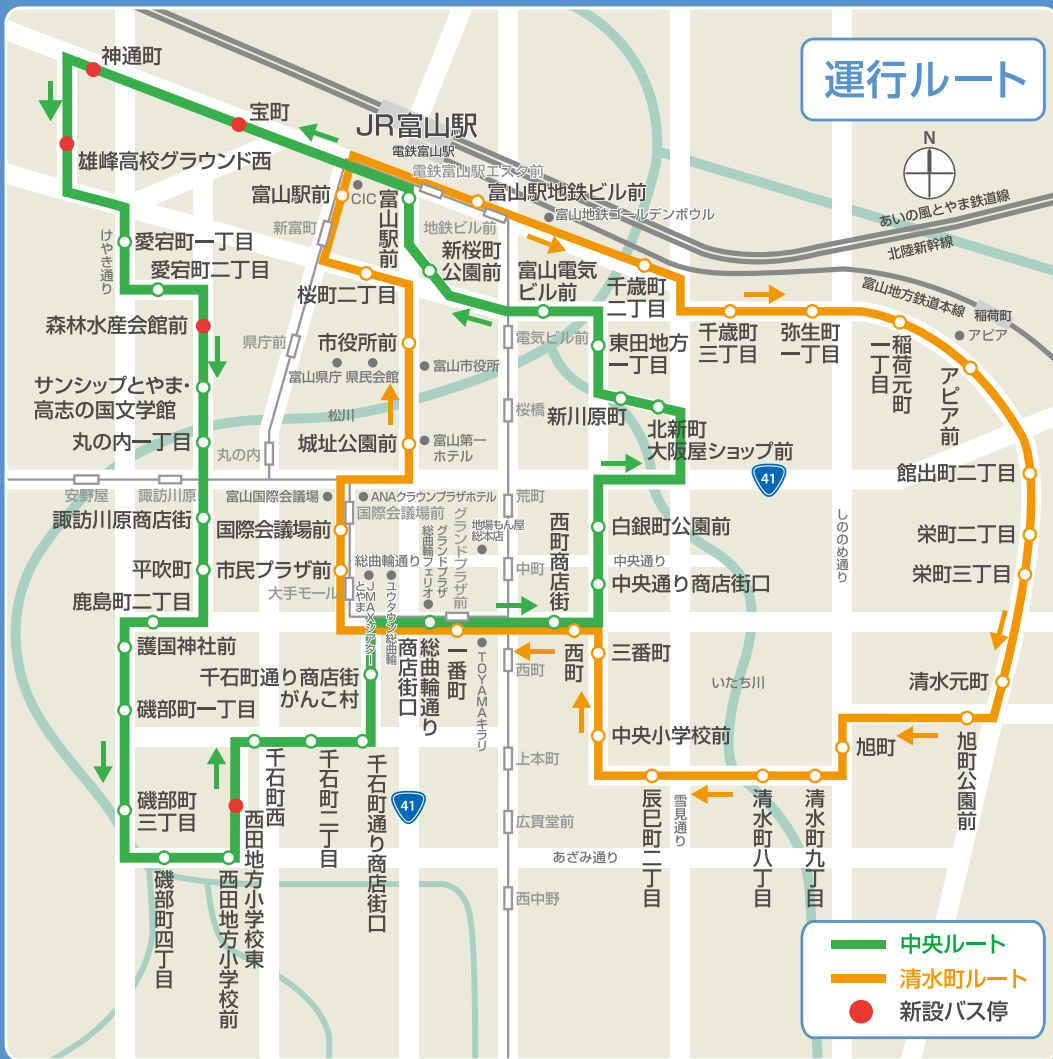 運行ルート
N
神通町
宝町
JR富山駅
電鉄富山駅
電鉄富山駅エスタ前
雄峰高校グラウンド西
富山駅前
CIC
富山駅前
富山駅地鉄ビル前
富山地鉄ゴールデンボウル
あいの風とやま鉄道線
北陸新幹線
富山地方鉄道本線
稲荷町
アピア
けやき通り
愛宕町一丁目
愛宕町二丁目
新富町
地鉄ビル前
新桜町
公園前
富山電気
ビル前
千歳町
二丁目
桜町二丁目
千歳町
三丁目
弥生町
一丁目
稲荷元町
一丁目
アピア前
森林水産会館前
県庁前
市役所前
富山県庁
県民会館
富山市役所
電気ビル前
東田地方
一丁目
サンシップとやま・
高志の国文学館
松川
桜橋
新川原町
北新町
大阪屋ショップ前
丸の内一丁目
丸の内
城址公園前
富山第一
ホテル
41
館出町二丁目
安野屋
諏訪川原
富山国際会議場
ANAクラウンプラザホテル
国際会議場前
荒町
諏訪川原商店街
国際会議場前
総曲輪フェリオ
グランドプラザ
グランドプラザ前
地場もん屋
総本店
西町商店街
白銀町公園前
しののめ通り
栄町二丁目
平吹町
市民プラザ前
総曲輪通り
中町
中央通り
中央通り商店街口
栄町三丁目
鹿島町二丁目
大手モール
JMAXシアター
とやま
ユウタウン総曲輪
護国神社前
総曲輪通り
商店街口
一番町
TOYAMAキラリ
西町
西町
三番町
千石町通り商店街
がんこ村
いたち川
清水元町
磯部町一丁目
中央小学校前
旭町
旭町公園前
上本町
千石町西
千石町二丁目
千石町通り商店街口
41
磯部町
三丁目
西田地方小学校東
広貫堂前
辰巳町二丁目
雪見通り
清水町八丁目
清水町九丁目
あざみ通り
磯部町四丁目
西田地方小学校前
西中野
中央ルート
清水町ルート
新設バス停